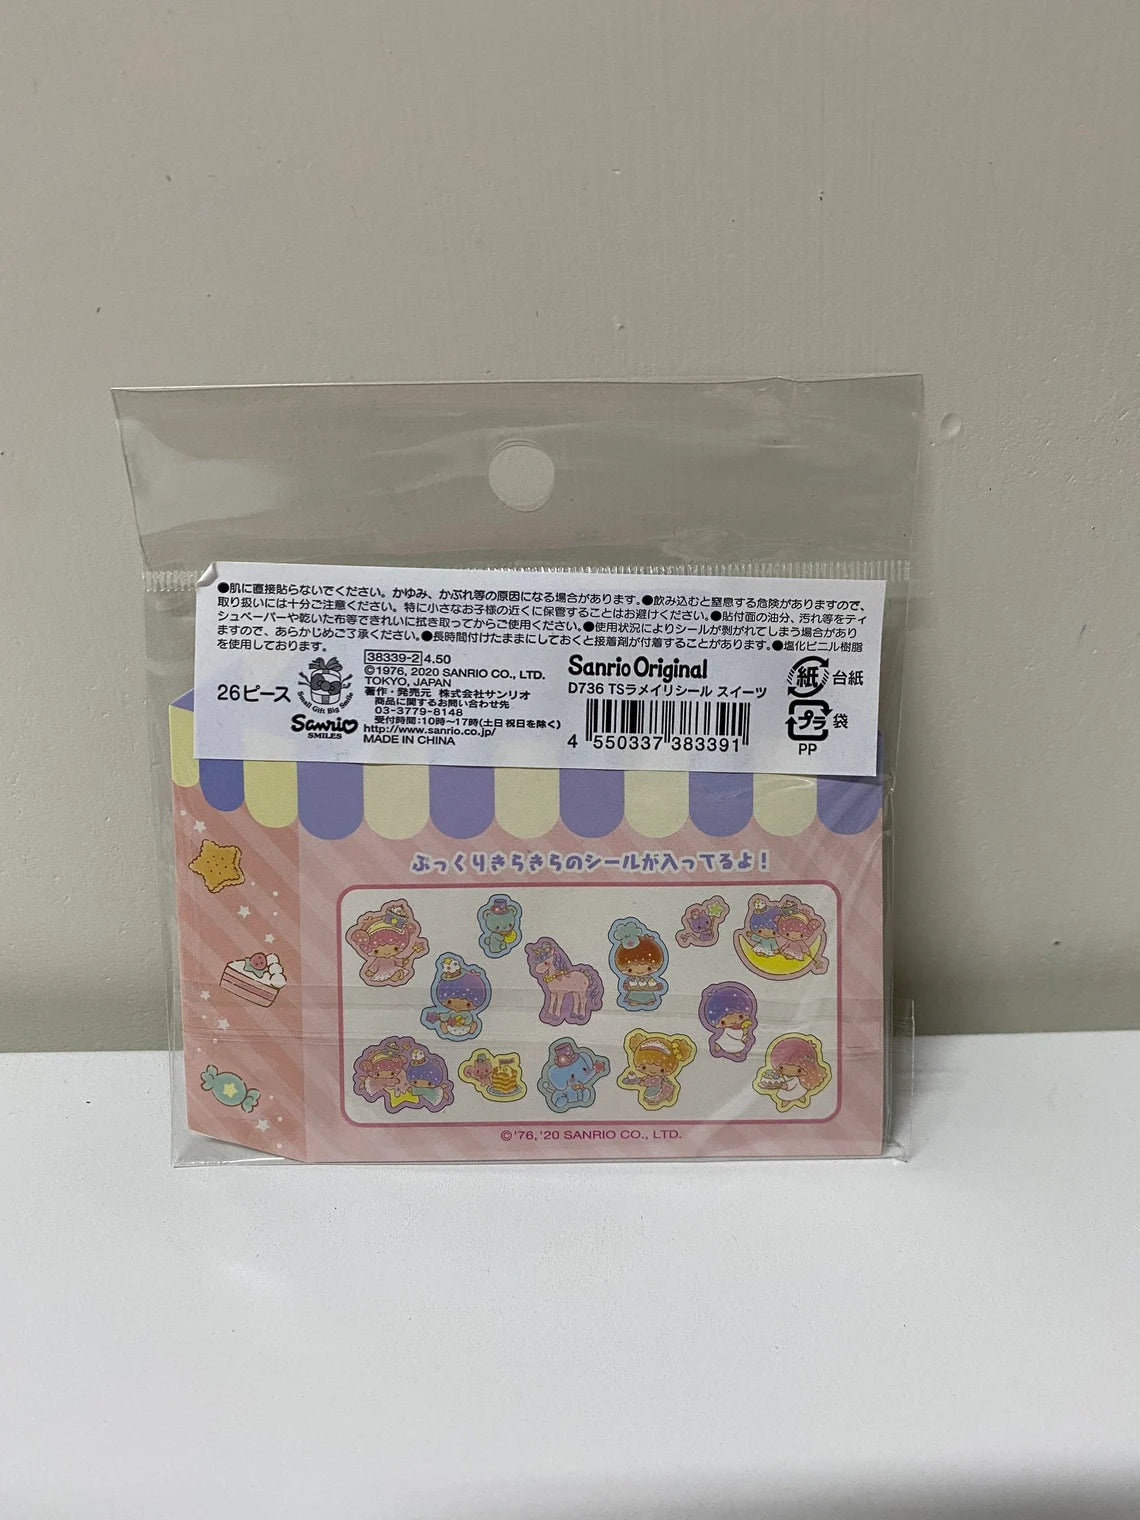 ●肌に直接貼らないでください。かゆみ、かぶれ等の原因になる場合があります。●飲み込むと窒息する危険がありますので、
取り扱いには十分ご注意ください。特に小さなお子様の近くに保管することはお避けください。●貼付面の油分、汚れ等をティ
シュペーパーや乾いた布等できれいに拭き取ってからご使用ください。●使用状況によりシールが剥がれてしまう場合があり
ますので、あらかじめご了承ください。●長時間付けたままにしておくと接着剤が付着することがあります。●塩化ビニル樹脂
を使用しております。
26ピース
Small Gift Big Smile
Sanrio
SMILES
38339-2 4.50
©1976, 2020 SANRIO CO., LTD.
TOKYO, JAPAN
著作・発売元 株式会社サンリオ
商品に関するお問い合わせ先
03-3779-8148
受付時間:10時〜17時(土日 祝日を除く)
http://www.sanrio.co.jp/
MADE IN CHINA
Sanrio Original
D736 TSラメイリシール スイーツ
4 550337 383391
紙 台紙
プラ 袋
PP
ぷっくりきらきらのシールが入ってるよ!
©'76,'20 SANRIO CO., LTD.